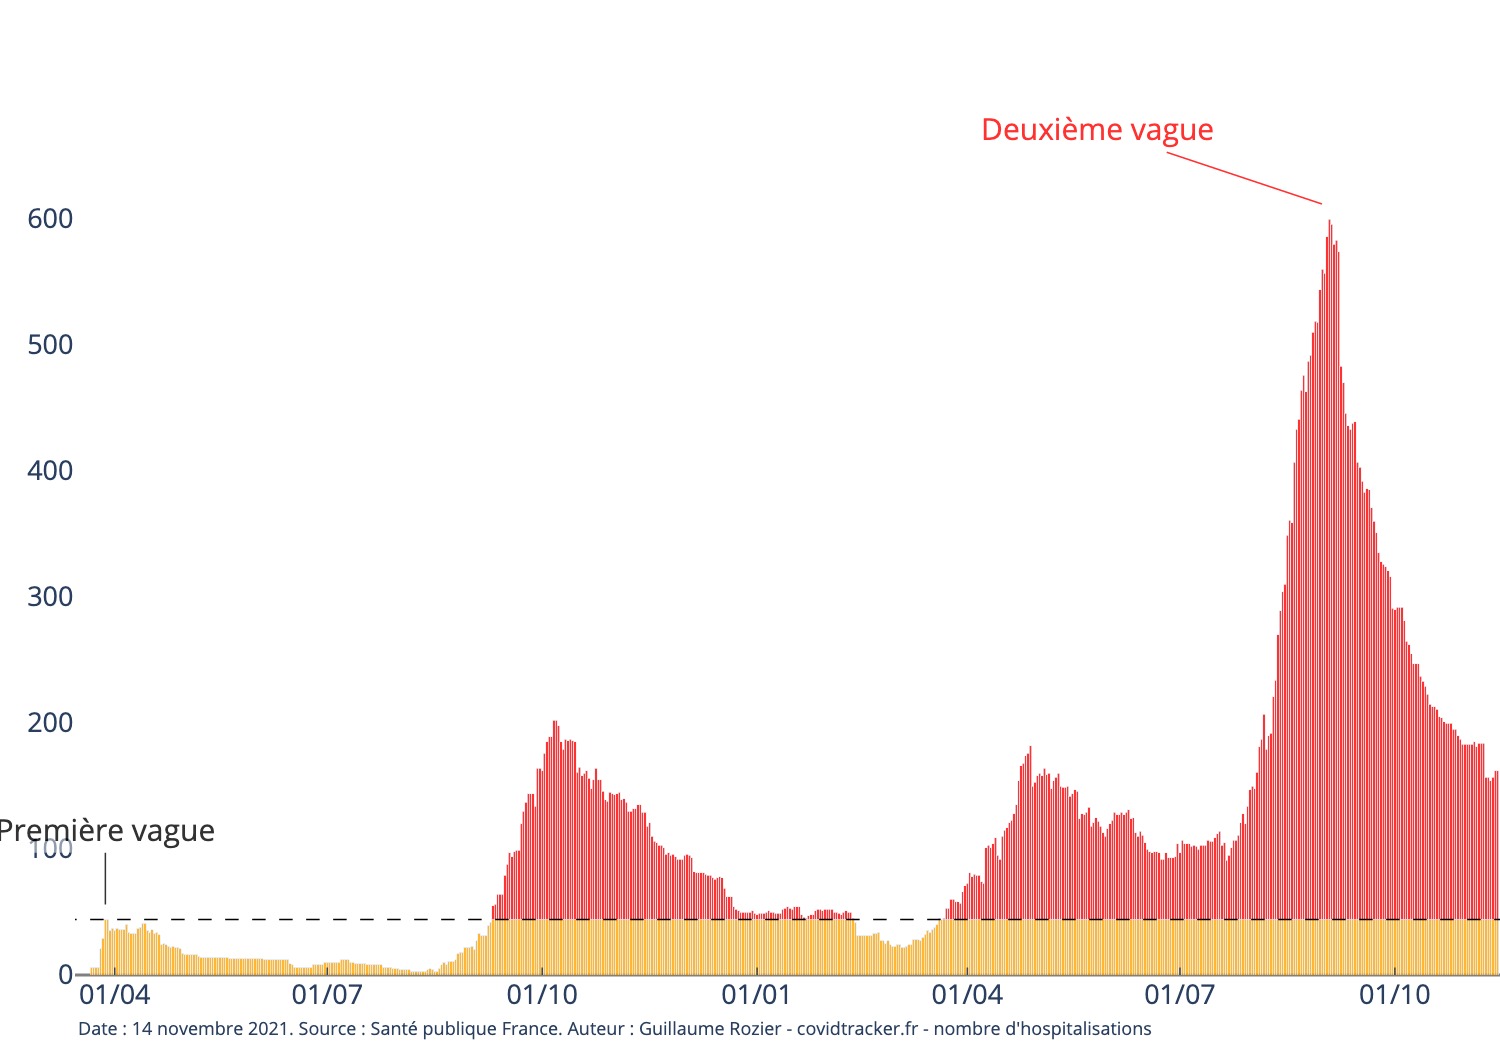 Deuxième vague
600
500
400
300
200
Première vague
100
0
01/04 01/07 01/10 01/01 01/04 01/07 01/10
Date : 14 novembre 2021. Source : Santé publique France. Auteur : Guillaume Rozier - covidtracker.fr - nombre d'hospitalisations